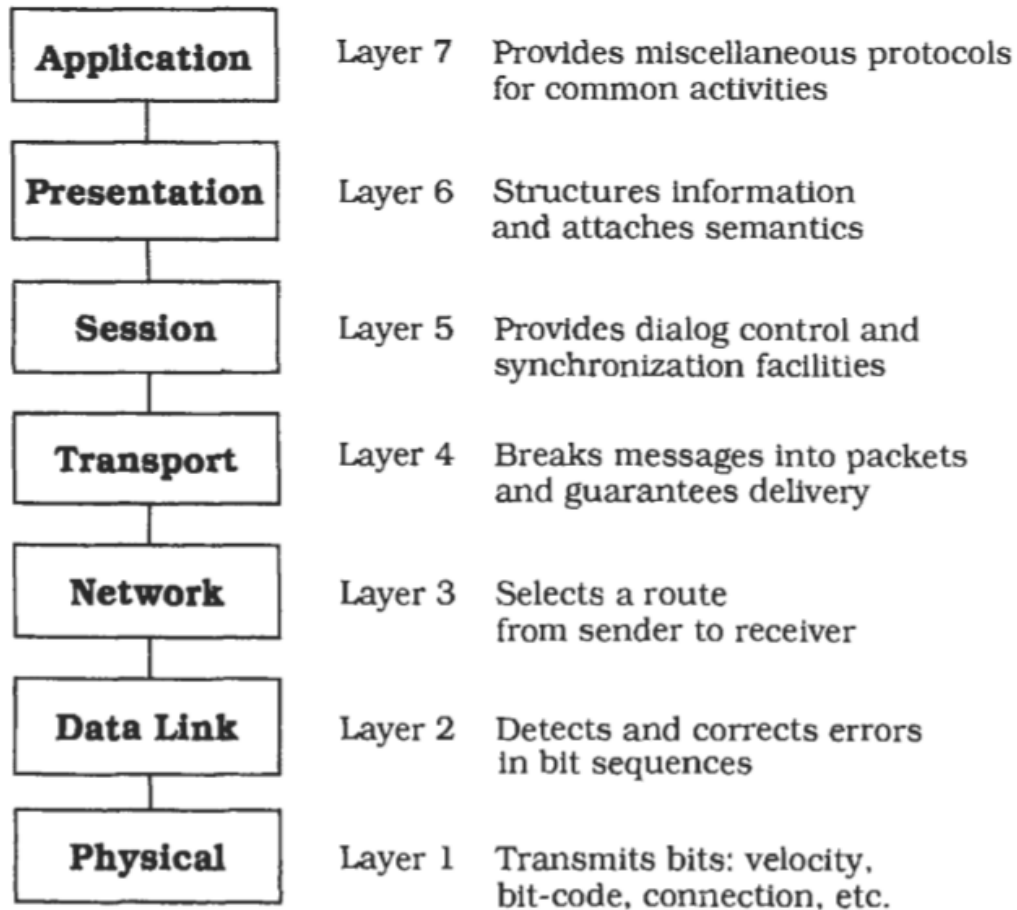 Application Layer 7 Provides miscellaneous protocols
for common activities
Presentation Layer 6 Structures information
and attaches semantics
Session Layer 5 Provides dialog control and
synchronization facilities
Transport Layer 4 Breaks messages into packets
and guarantees delivery
Network Layer 3 Selects a route
from sender to receiver
Data Link Layer 2 Detects and corrects errors
in bit sequences
Physical Layer 1 Transmits bits: velocity,
bit-code, connection, etc.